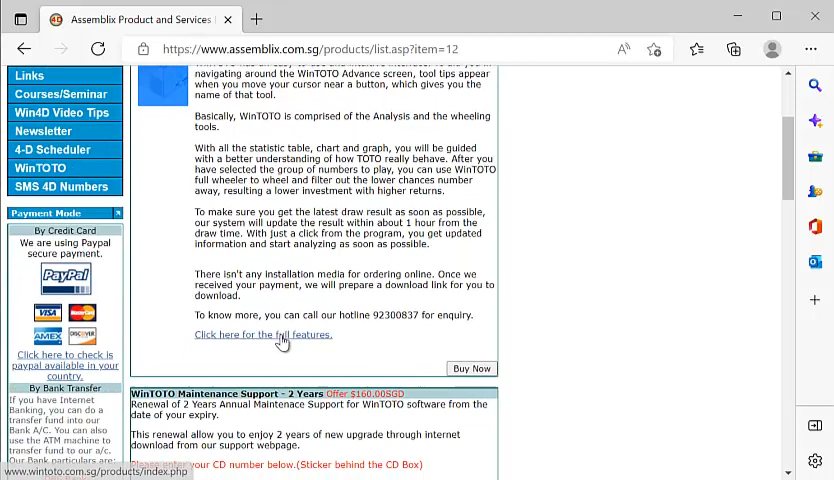 Assemblix Product and Services
https://www.assemblix.com.sg/products/list.asp?item=12
Links
Courses/Seminar
Win4D Video Tips
Newsletter
4-D Scheduler
WinTOTO
SMS 4D Numbers
Payment Mode
By Credit Card
We are using Paypal
secure payment.
PayPal
VISA
MasterCard
AMEX
DISCOVER
Click here to check is
paypal available in your
country.
By Bank Transfer
If you have Internet
Banking, you can do a
transfer fund into our
Bank A/C. You can also
use the ATM machine to
transfer fund to our a/c.
Our Bank particulars are:
www.wintoto.com.sg/products/index.php
navigating around the WinTOTO Advance screen, tool tips appear
when you move your cursor near a button, which gives you the
name of that tool.
Basically, WinTOTO is comprised of the Analysis and the wheeling
tools.
With all the statistic table, chart and graph, you will be guided
with a better understanding of how TOTO really behave. After you
have selected the group of numbers to play, you can use WinTOTO
full wheeler to wheel and filter out the lower chances number
away, resulting a lower investment with higher returns.
To make sure you get the latest draw result as soon as possible,
our system will update the result within about 1 hour from the
draw time. With just a click from the program, you get updated
information and start analyzing as soon as possible.
There isn't any installation media for ordering online. Once we
received your payment, we will prepare a download link for you to
download.
To know more, you can call our hotline 92300837 for enquiry.
Click here for the full features.
Buy Now
WinTOTO Maintenance Support - 2 Years Offer $160.00SGD
Renewal of 2 Years Annual Maintenace Support for WinTOTO software from the
date of your expiry.
This renewal allow you to enjoy 2 years of new upgrade through internet
download from our support webpage.
Please enter your CD number below.(Sticker behind the CD Box)